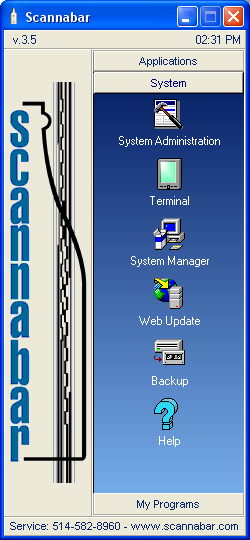 Scannabar
v.3.5
02:31 PM
Applications
System
scannabar
System Administration
Terminal
System Manager
Web Update
Backup
Help
My Programs
Service: 514-582-8960 - www.scannabar.com